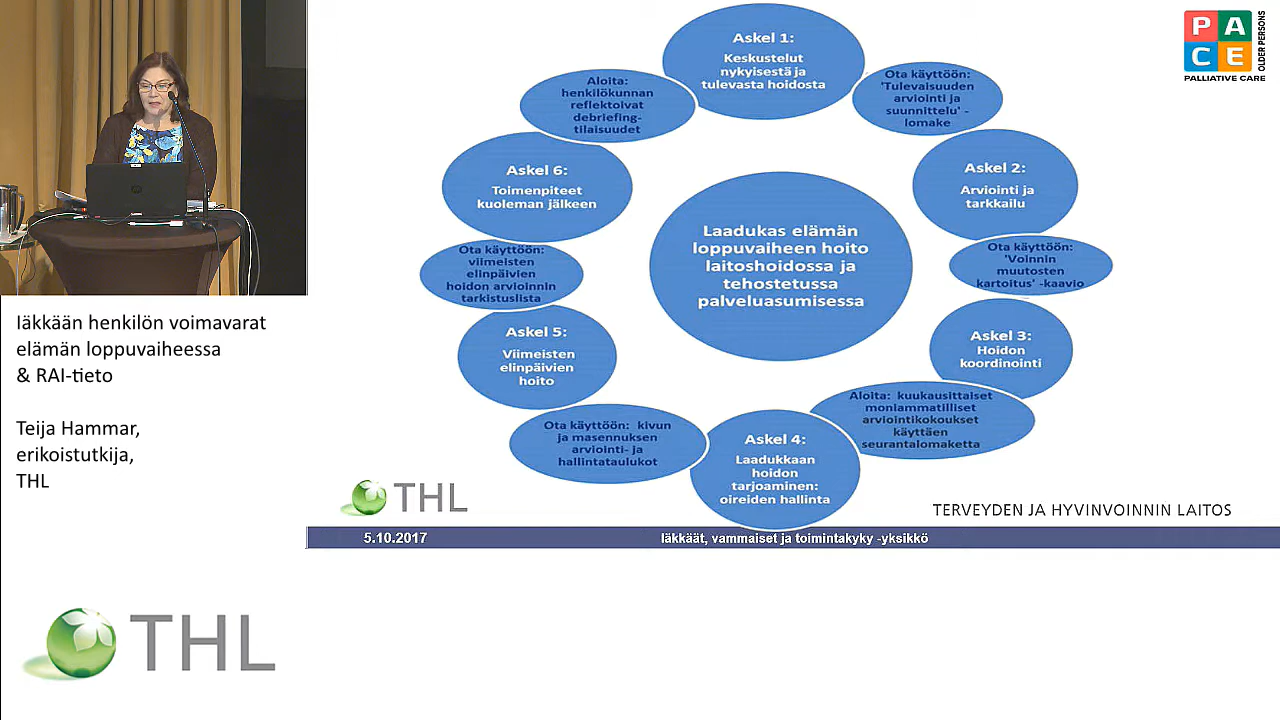 Iäkkään henkilön voimavarat
elämän loppuvaiheessa
& RAI-tieto
Teija Hammar,
erikoistutkija,
THL
THL
Askel 1:
Keskustelut
nykyisestä ja
tulevasta hoidosta
Ota käyttöön:
'Tulevaisuuden
arviointi ja
suunnittelu' -
lomake
Askel 2:
Arviointi ja
tarkkailu
Ota käyttöön:
'Voinnin
muutosten
kartoitus' -kaavio
Askel 3:
Hoidon
koordinointi
Aloita: kuukausittaiset
moniammatilliset
arviointikokoukset
käyttäen
seurantalomaketta
Askel 4:
Laadukkaan
hoidon
tarjoaminen:
oireiden hallinta
Ota käyttöön: kivun
ja masennuksen
arviointi- ja
hallintataulukot
Askel 5:
Viimeisten
elinpäivien
hoito
Ota käyttöön:
viimeisten
elinpäivien
hoidon arvioinnin
tarkistuslista
Askel 6:
Toimenpiteet
kuoleman jälkeen
Aloita:
henkilökunnan
reflektoivat
debriefing-
tilaisuudet
Laadukas elämän
loppuvaiheen hoito
laitoshoidossa ja
tehostetussa
palveluasumisessa
PACE
OLDER PERSONS
PALLIATIVE CARE
THL
TERVEYDEN JA HYVINVOINNIN LAITOS
5.10.2017
Iäkkäät, vammaiset ja toimintakyky -yksikkö